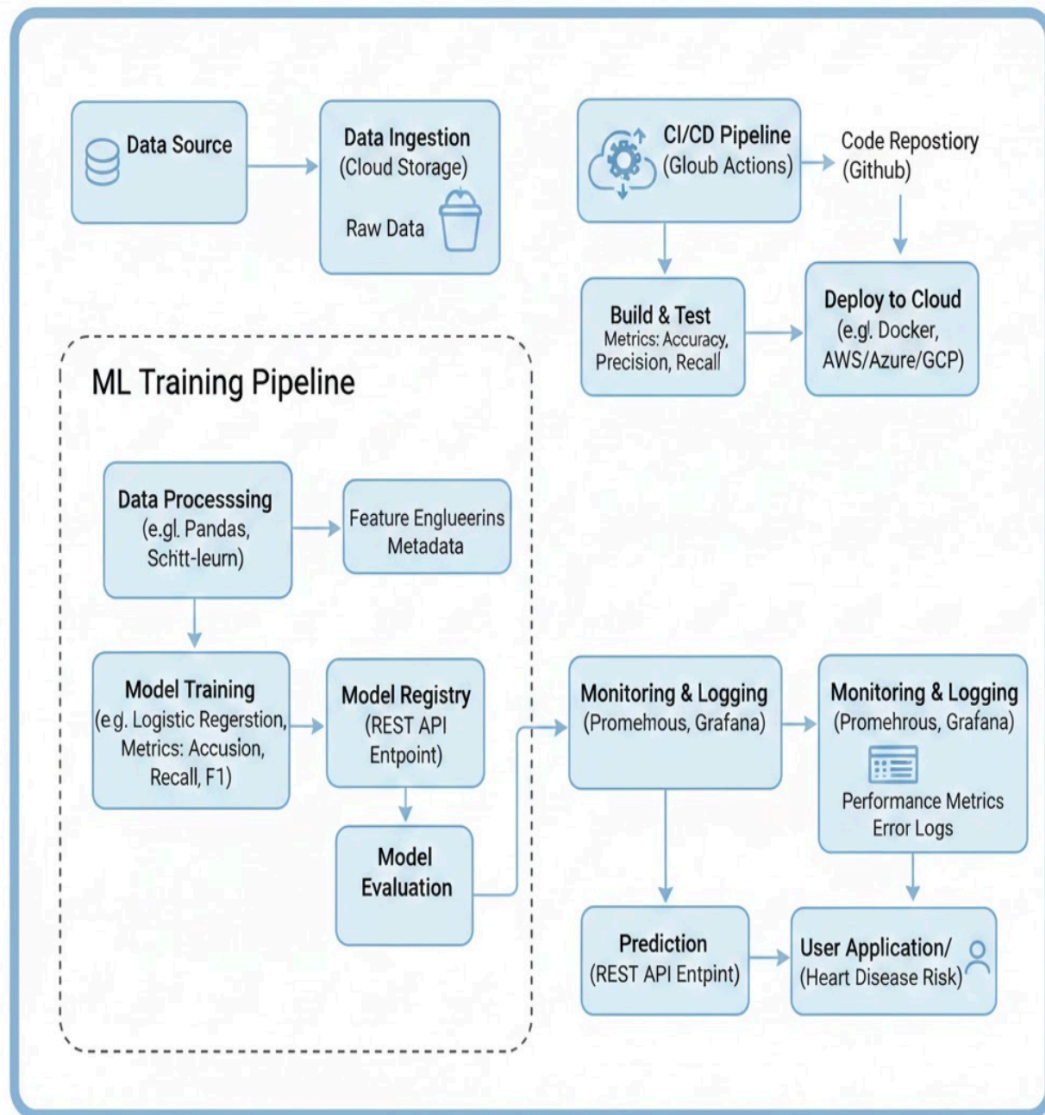 Data Source
Data Ingestion
(Cloud Storage)
Raw Data
CI/CD Pipeline
(Gloub Actions)
Code Repostiory
(Github)
Build & Test
Metrics: Accuracy,
Precision, Recall
Deploy to Cloud
(e.gl. Docker,
AWS/Azure/GCP)
ML Training Pipeline
Data Processsing
(e.gl. Pandas,
Schtt-leurn)
Feature Englueerins
Metadata
Model Training
(e.g. Logistic Regerstion,
Metrics: Accusion,
Recall, F1)
Model Registry
(REST API
Entpoint)
Model
Evaluation
Monitoring & Logging
(Promehrous, Grafana)
Monitoring & Logging
(Promehrous, Grafana)
Performance Metrics
Error Logs
Prediction
(REST API Entpint)
User Application/
(Heart Disease Risk)